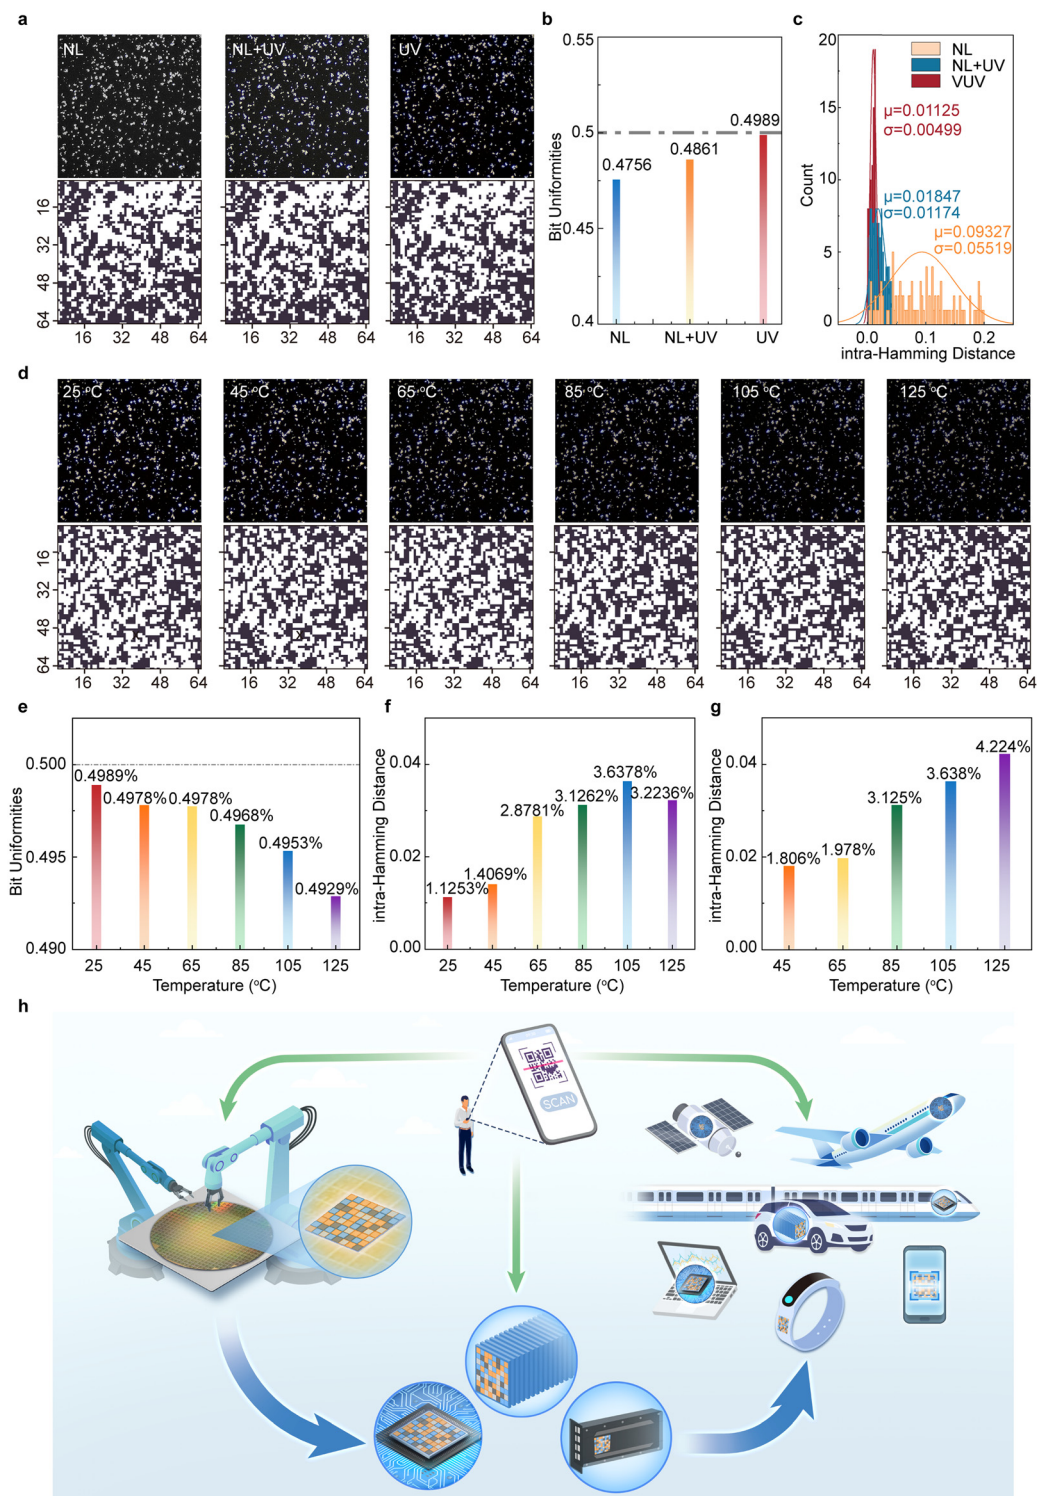 a
NL
NL+UV
UV
16
32
48
64
16 32 48 64
16 32 48 64
16 32 48 64
b
0.55
0.5
0.45
0.4
Bit Uniformities
0.4756
0.4861
0.4989
NL NL+UV UV
c
20
15
10
5
0
Count
NL
NL+UV
VUV
μ=0.01125
σ=0.00499
μ=0.01847
σ=0.01174
μ=0.09327
σ=0.05519
0.0 0.1 0.2
intra-Hamming Distance
d
25 °C
45 °C
65 °C
85 °C
105 °C
125 °C
16
32
48
64
16 32 48 64
16 32 48 64
16 32 48 64
16 32 48 64
16 32 48 64
16 32 48 64
e
0.500
0.495
0.490
Bit Uniformities
0.4989%
0.4978%
0.4978%
0.4968%
0.4953%
0.4929%
25 45 65 85 105 125
Temperature (°C)
f
0.04
0.02
0.00
intra-Hamming Distance
1.1253%
1.4069%
2.8781%
3.1262%
3.6378%
3.2236%
25 45 65 85 105 125
Temperature (°C)
g
0.04
0.02
0.00
intra-Hamming Distance
1.806%
1.978%
3.125%
3.638%
4.224%
45 65 85 105 125
Temperature (°C)
h
SCAN